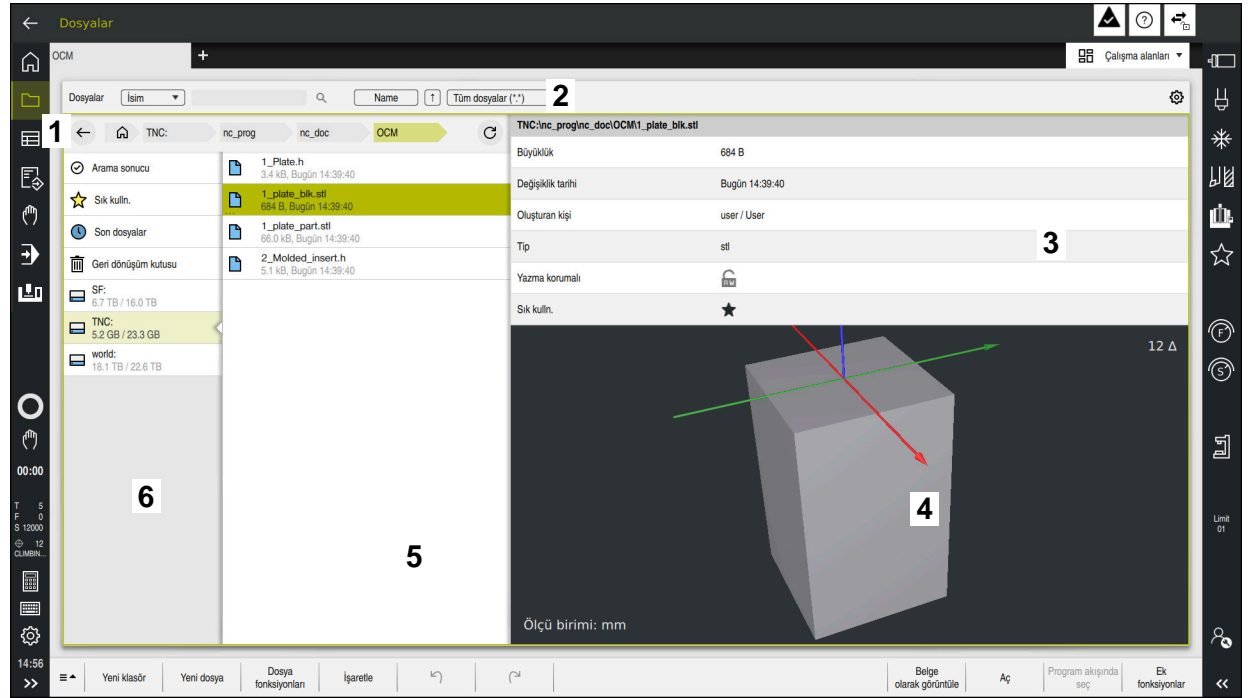 Dosyalar
OCM
+
Çalışma alanları
Dosyalar
İsim
Name
↑
Tüm dosyalar (*.*)
2
1
TNC:
nc_prog
nc_doc
OCM
TNC:\nc_prog\nc_doc\OCM\1_plate_blk.stl
Arama sonucu
Sık kulln.
Son dosyalar
Geri dönüşüm kutusu
SF:
6.7 TB / 16.0 TB
TNC:
5.2 GB / 23.3 GB
world:
18.1 TB / 22.6 TB
6
1_Plate.h
3.4 kB, Bugün 14:39:40
1_plate_blk.stl
684 B, Bugün 14:39:40
1_plate_part.stl
66.0 kB, Bugün 14:39:40
2_Molded_insert.h
5.1 kB, Bugün 14:39:40
5
Büyüklük 684 B
Değişiklik tarihi Bugün 14:39:40
Oluşturan kişi user / User
Tip stl
3
Yazma korumalı RW
Sık kulln.
12 Δ
4
Ölçü birimi: mm
00:00
T 5
F 0
S 12000
12
CLIMBIN...
14:56
F
S
Limit
01
Yeni klasör
Yeni dosya
Dosya
fonksiyonları
İşaretle
Belge
olarak görüntüle
Aç
Program akışında
seç
Ek
fonksiyonlar